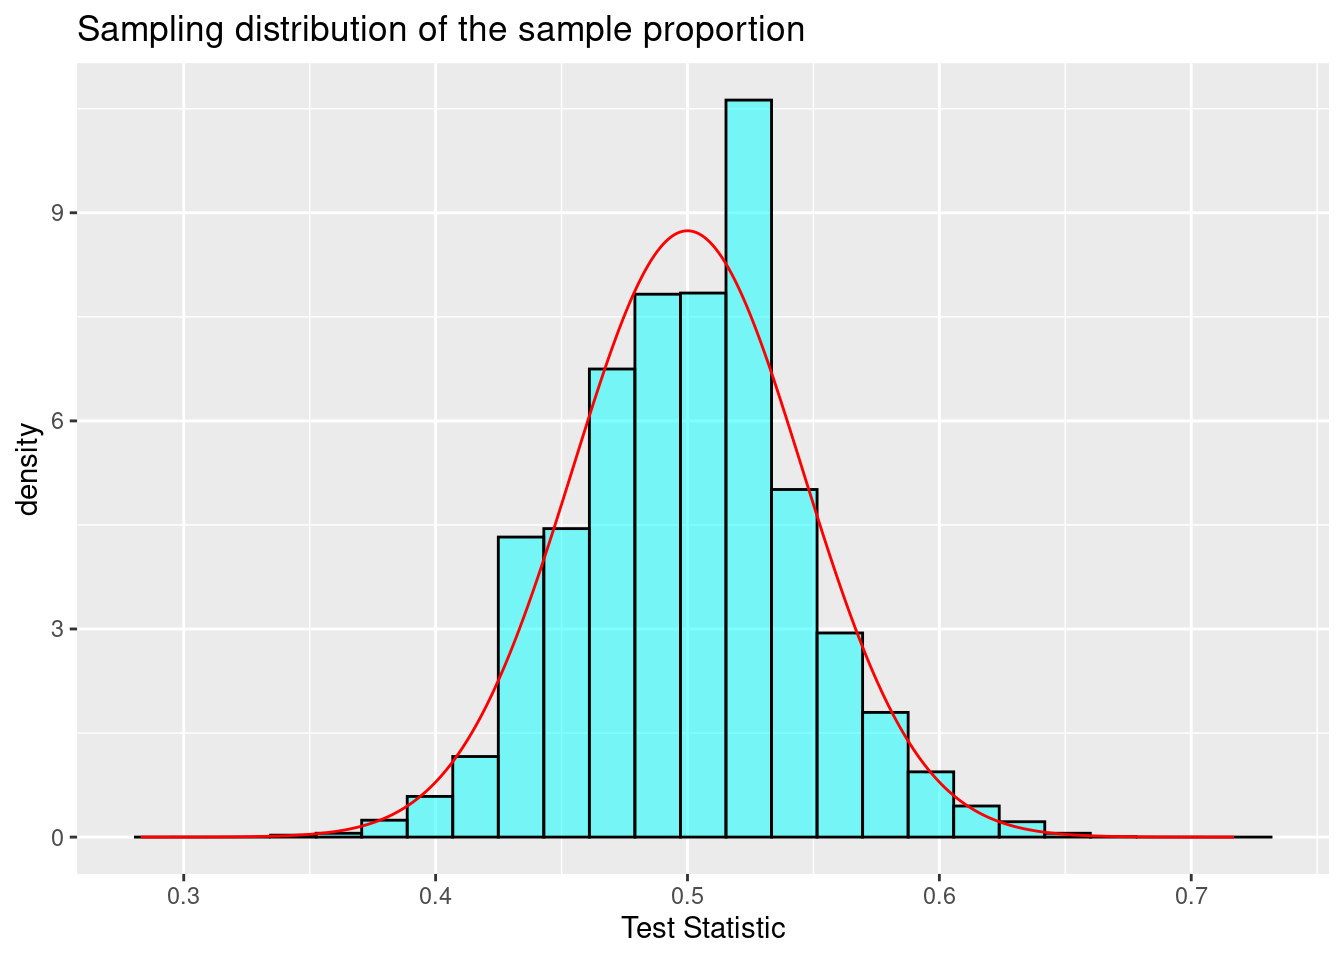 Sampling distribution of the sample proportion
9
6
3
0
density
0.3 0.4 0.5 0.6 0.7
Test Statistic